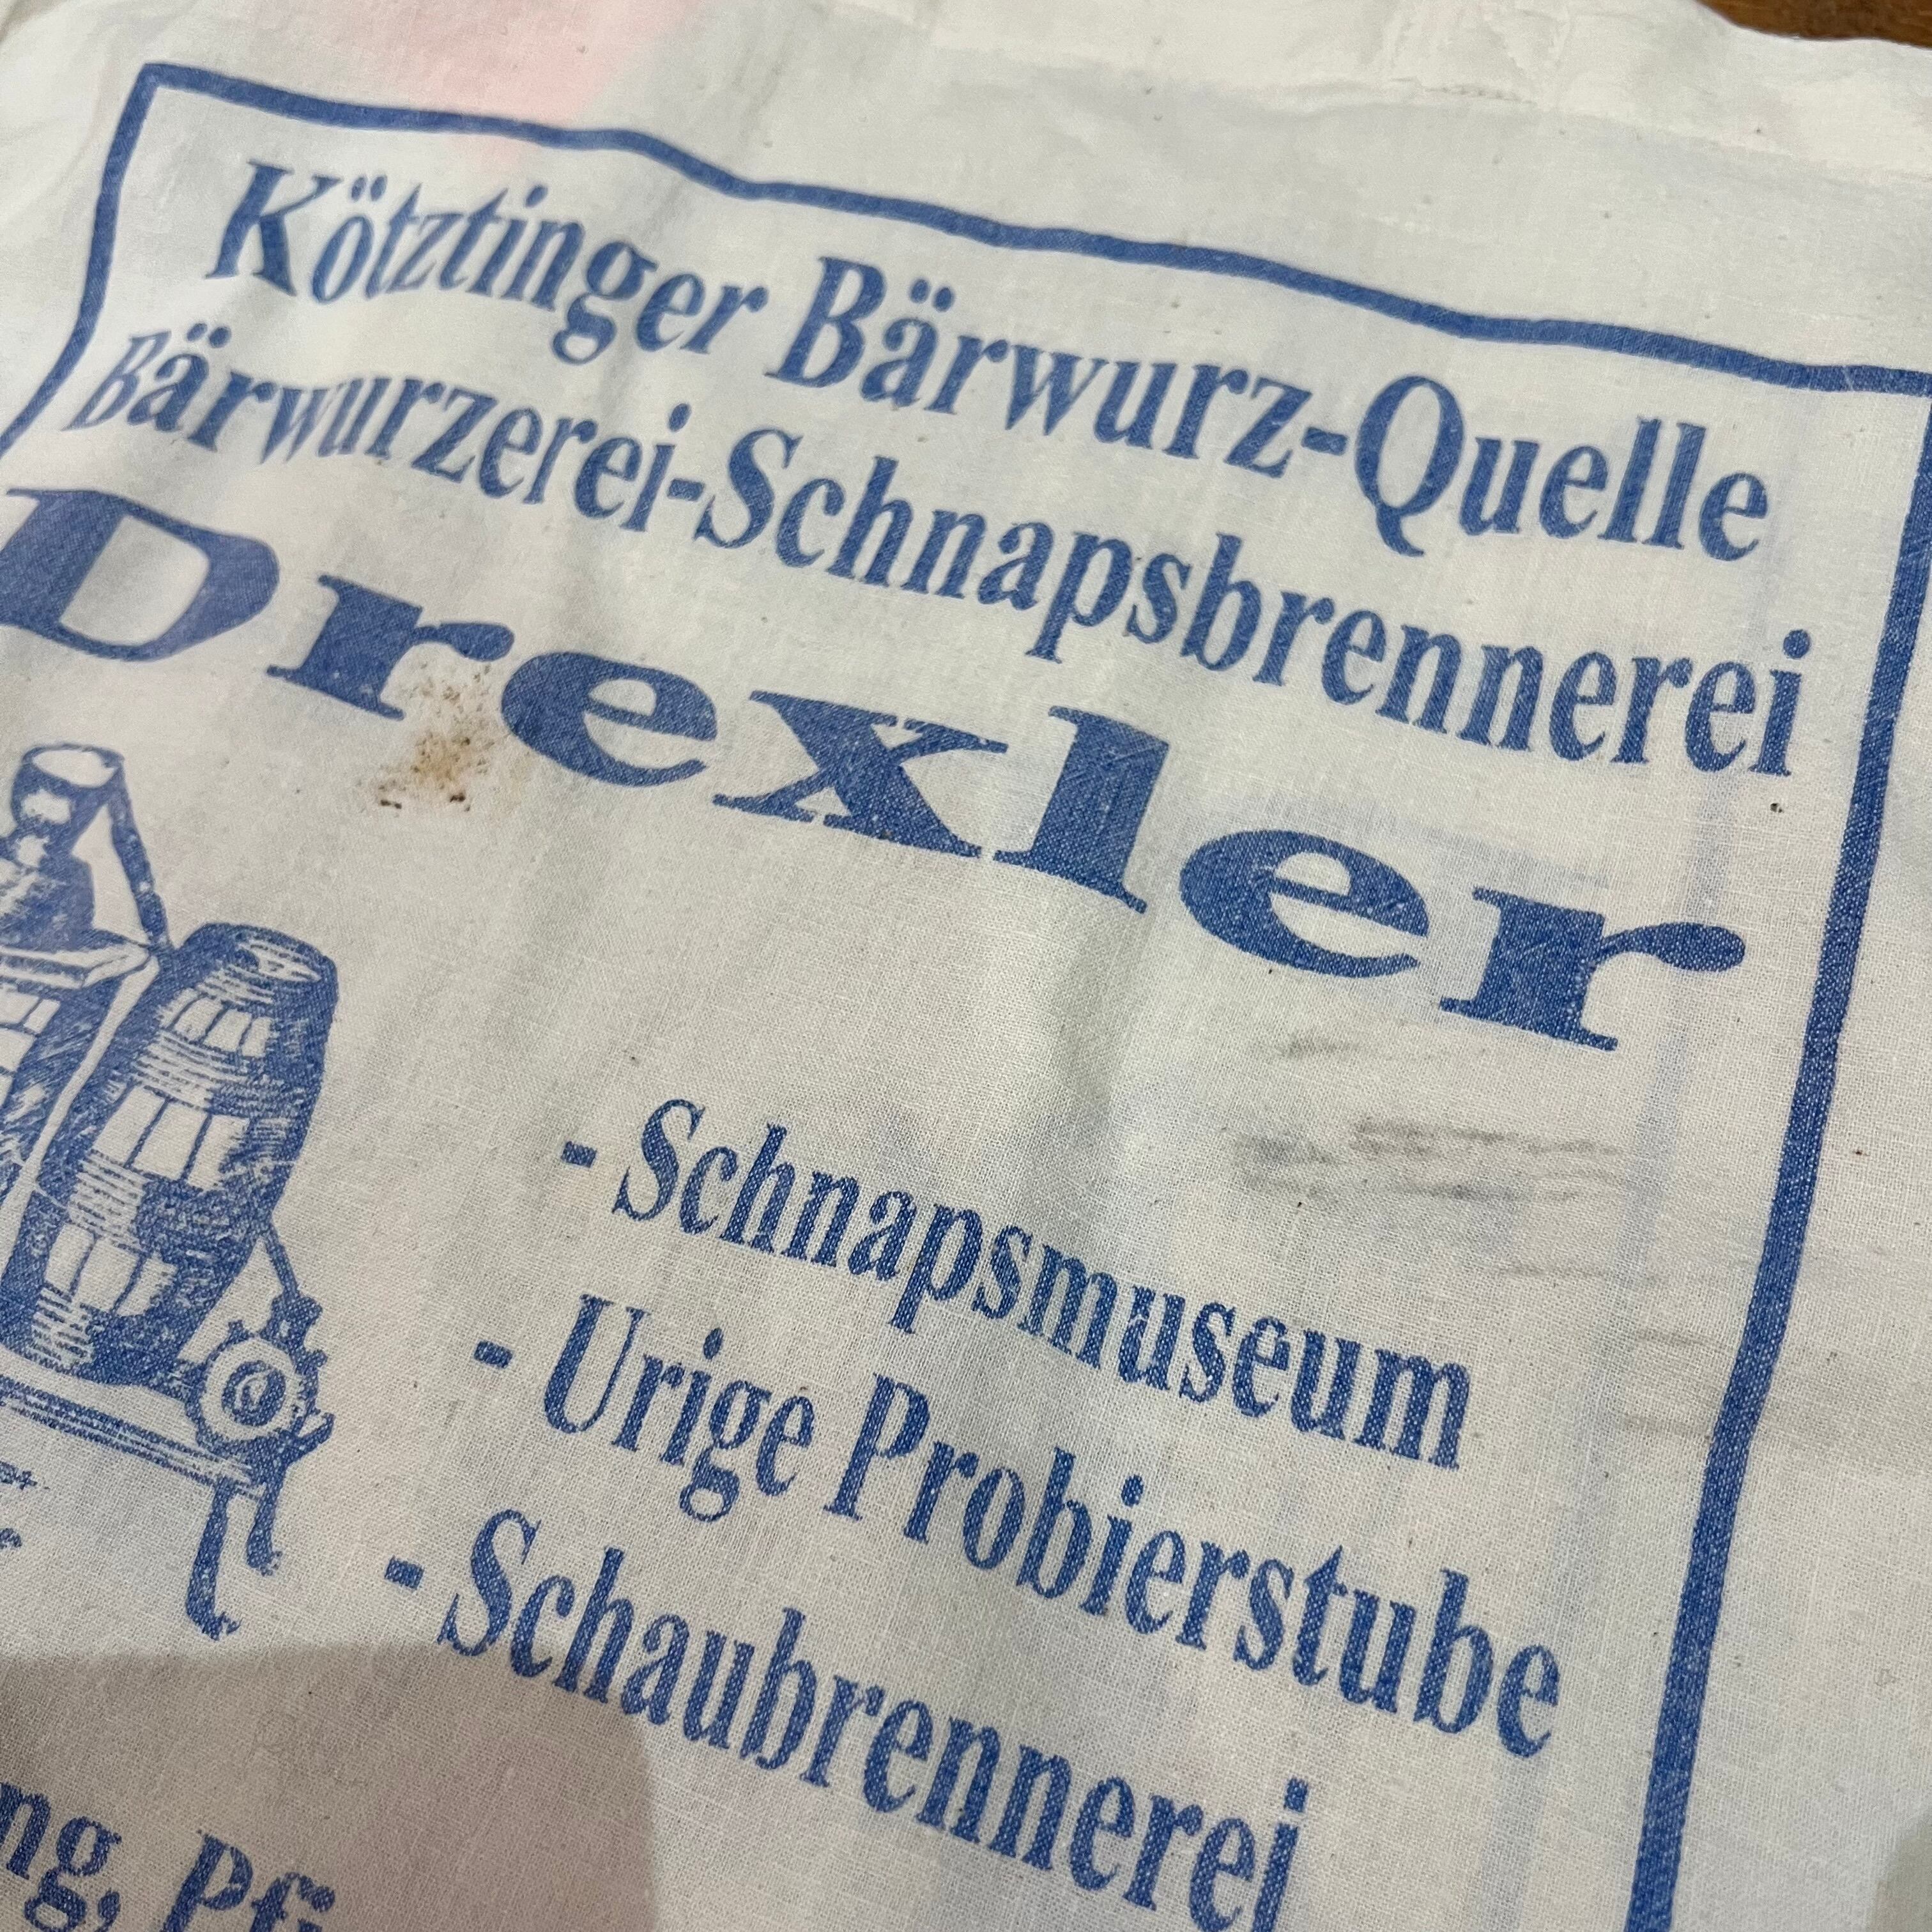 Kötztinger Bärwurz-Quelle
Bärwurzerei-Schnapsbrennerei
Drexler
- Schnapsmuseum
- Urige Probierstube
- Schaubrennerei